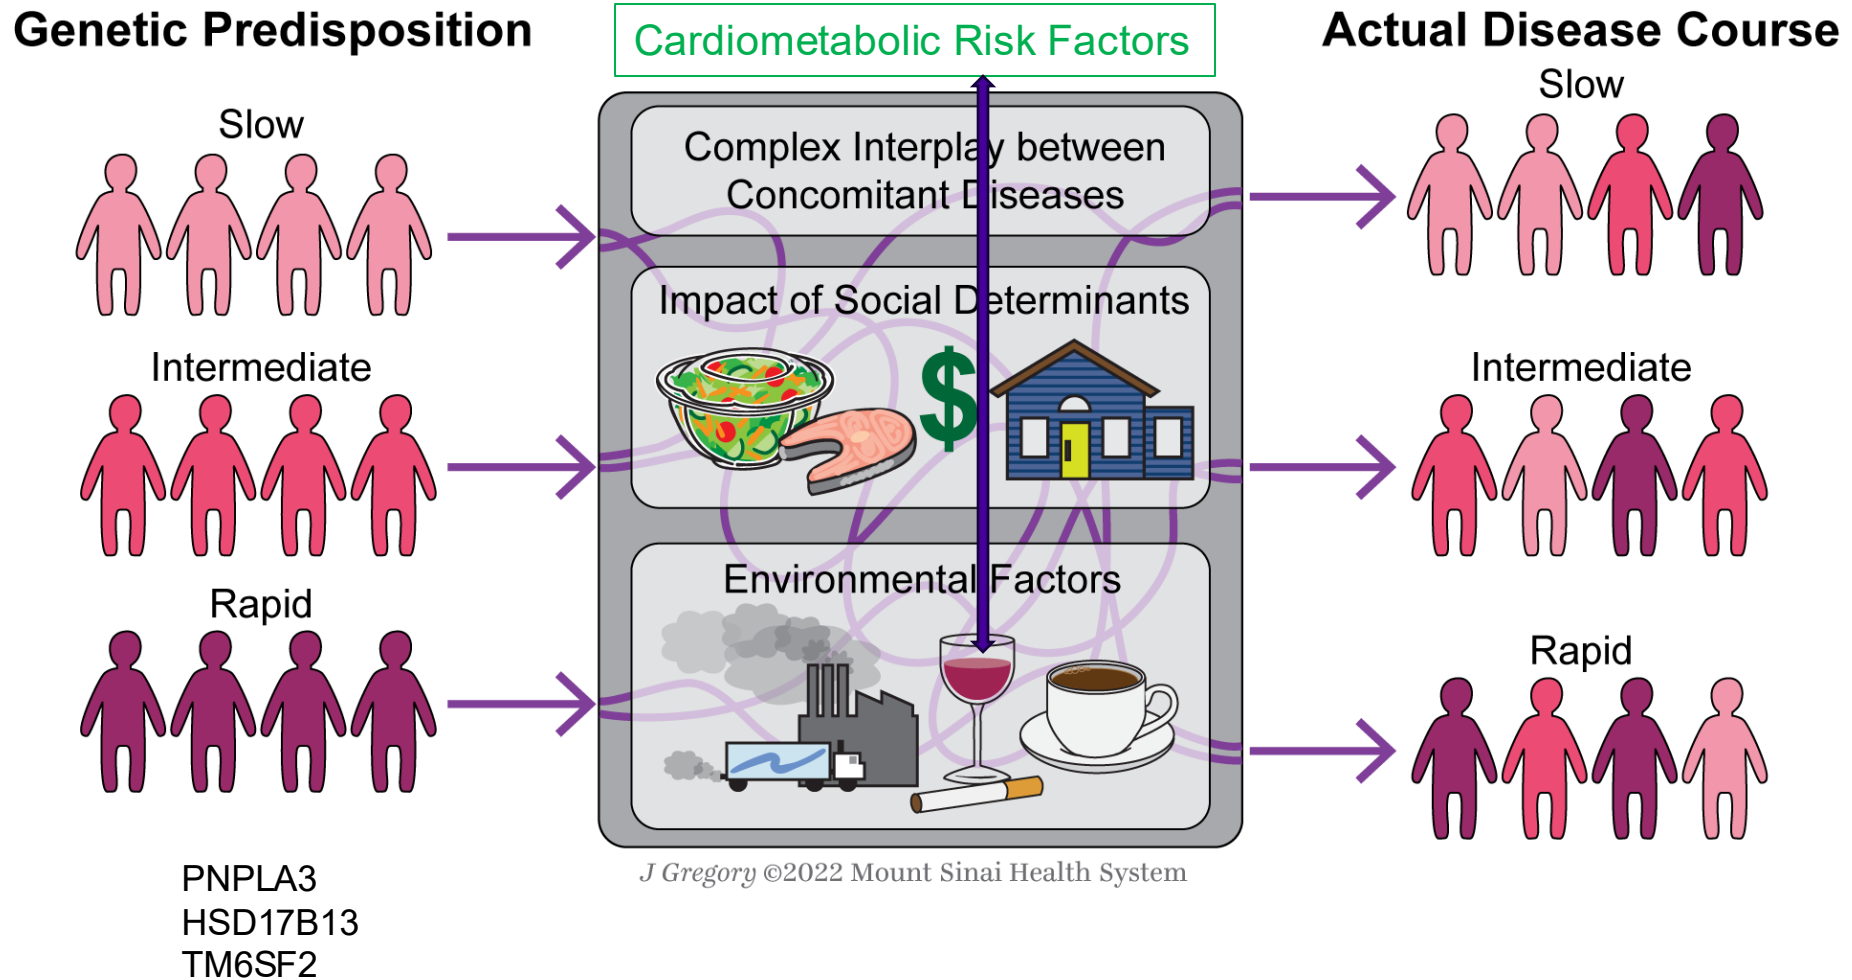 Genetic Predisposition
Slow
Intermediate
Rapid
PNPLA3
HSD17B13
TM6SF2
Cardiometabolic Risk Factors
Complex Interplay between
Concomitant Diseases
Impact of Social Determinants
$
Environmental Factors
J Gregory ©2022 Mount Sinai Health System
Actual Disease Course
Slow
Intermediate
Rapid